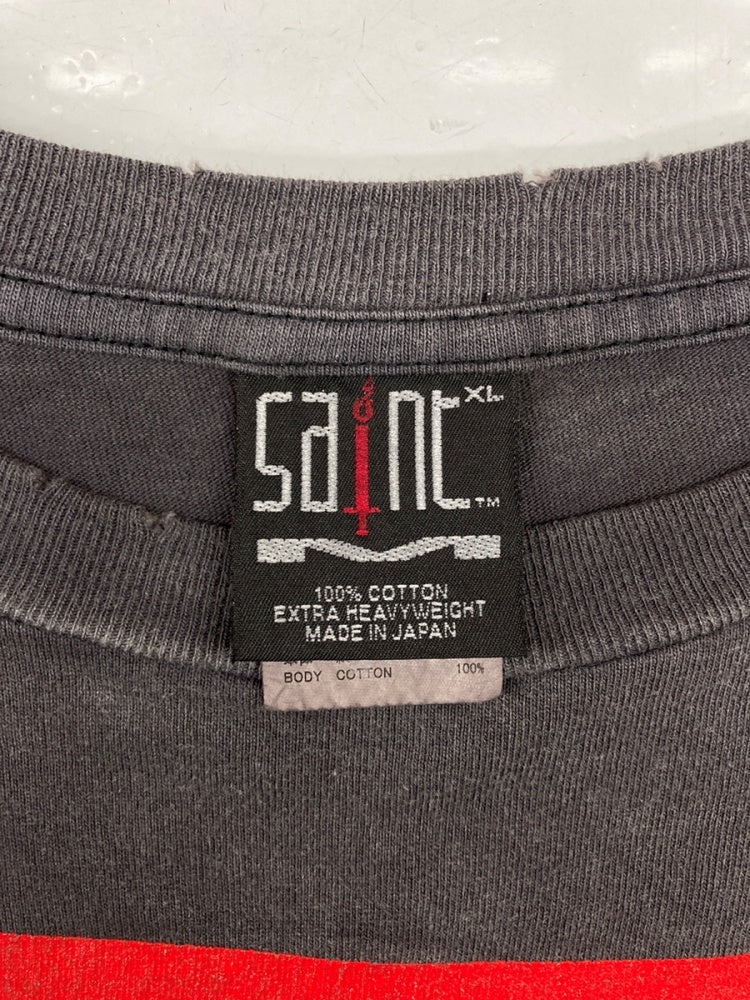 saint XL
TM
100% COTTON
EXTRA HEAVYWEIGHT
MADE IN JAPAN
BODY COTTON 100%